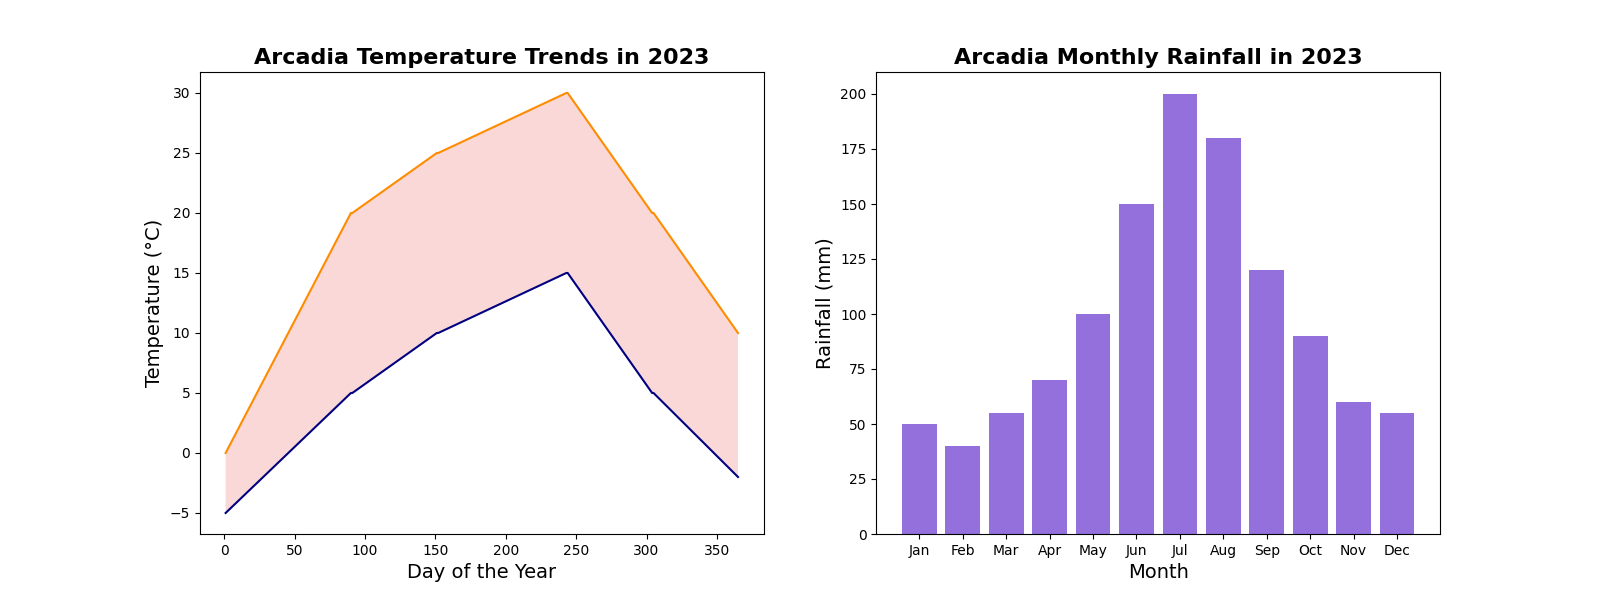 Arcadia Temperature Trends in 2023
Temperature (°C)
30
25
20
15
10
5
0
−5
0 50 100 150 200 250 300 350
Day of the Year
Arcadia Monthly Rainfall in 2023
Rainfall (mm)
200
175
150
125
100
75
50
25
0
Jan Feb Mar Apr May Jun Jul Aug Sep Oct Nov Dec
Month